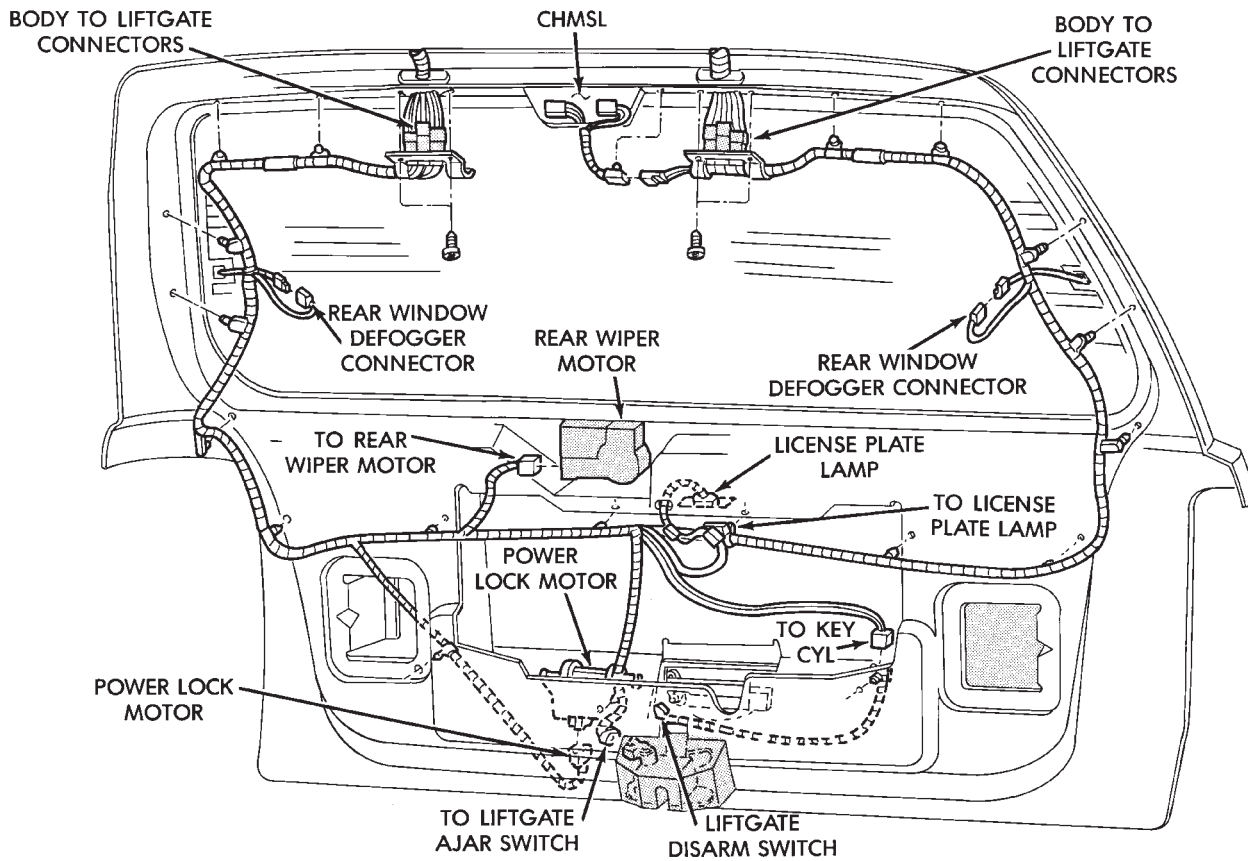 BODY TO LIFTGATE
CONNECTORS
CHMSL
BODY TO
LIFTGATE
CONNECTORS
REAR WINDOW
DEFOGGER
CONNECTOR
REAR WIPER
MOTOR
REAR WINDOW
DEFOGGER CONNECTOR
TO REAR
WIPER MOTOR
LICENSE PLATE
LAMP
TO LICENSE
PLATE LAMP
POWER
LOCK MOTOR
TO KEY
CYL
POWER LOCK
MOTOR
TO LIFTGATE
AJAR SWITCH
LIFTGATE
DISARM SWITCH